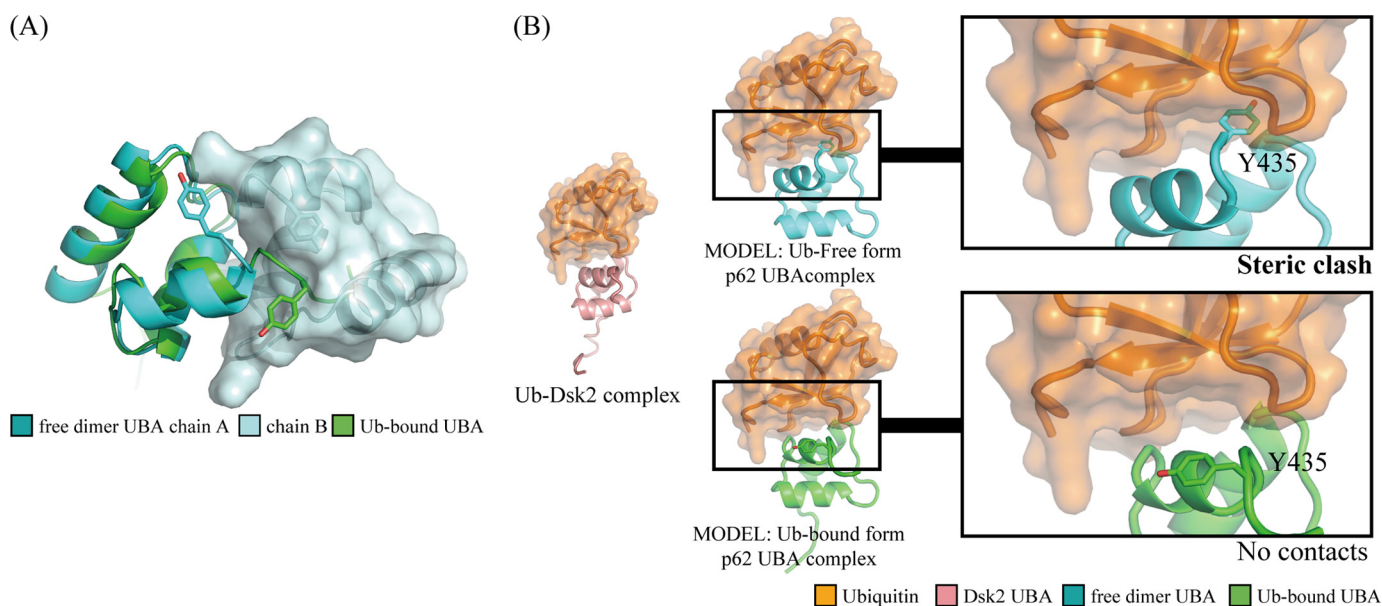 (A)
free dimer UBA chain A
chain B
Ub-bound UBA
(B)
Ub-Dsk2 complex
MODEL: Ub-Free form
p62 UBAcomplex
Y435
Steric clash
MODEL: Ub-bound form
p62 UBA complex
Y435
No contacts
Ubiquitin
Dsk2 UBA
free dimer UBA
Ub-bound UBA